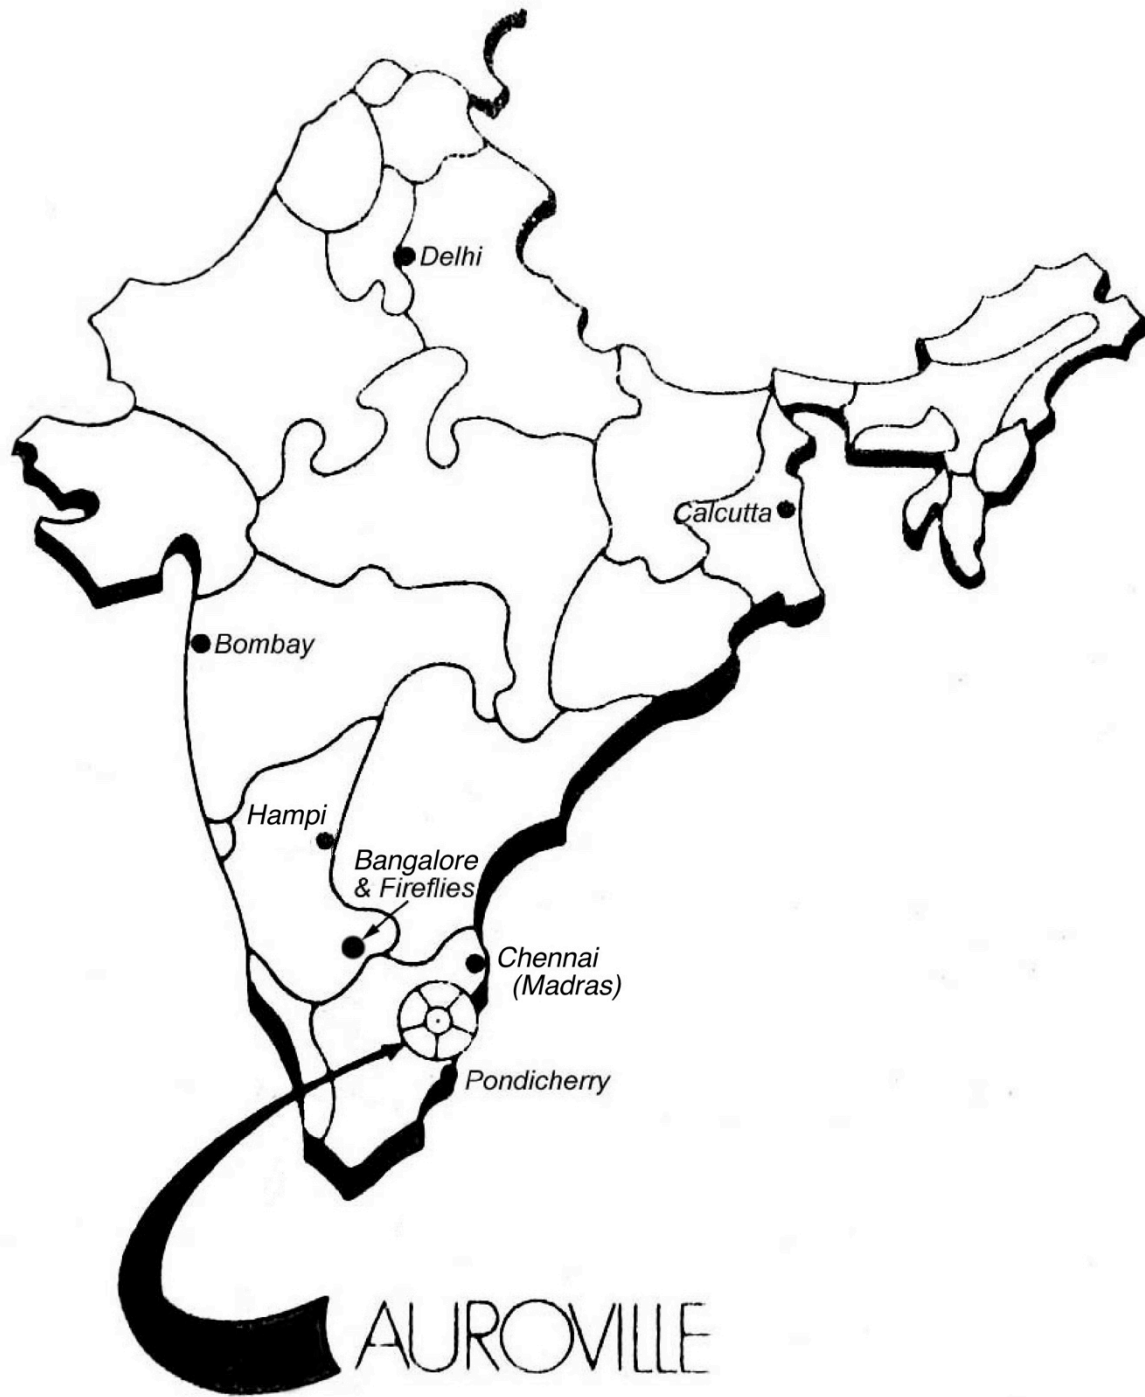 Delhi
Calcutta
Bombay
Hampi
Bangalore
& Fireflies
Chennai
(Madras)
Pondicherry
AUROVILLE